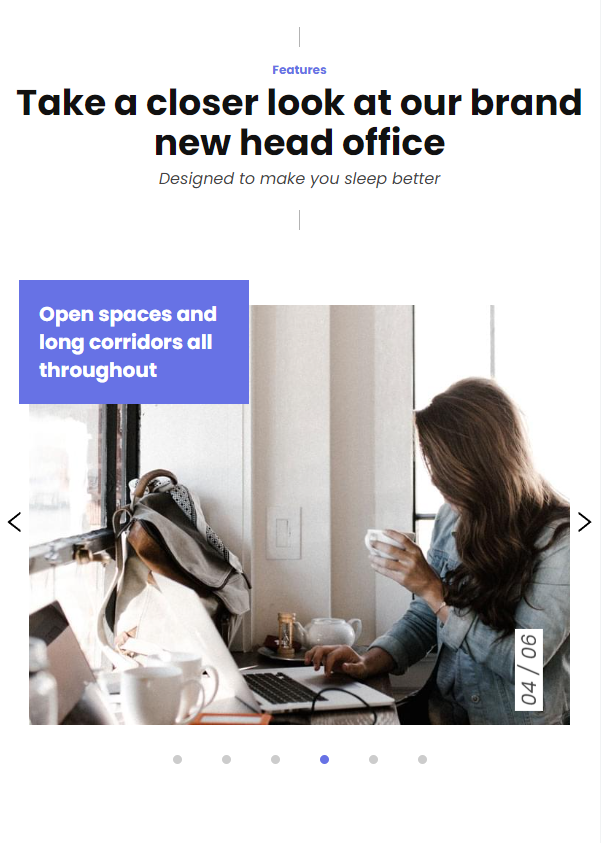 Features
Take a closer look at our brand
new head office
Designed to make you sleep better
Open spaces and
long corridors all
throughout
04 / 06